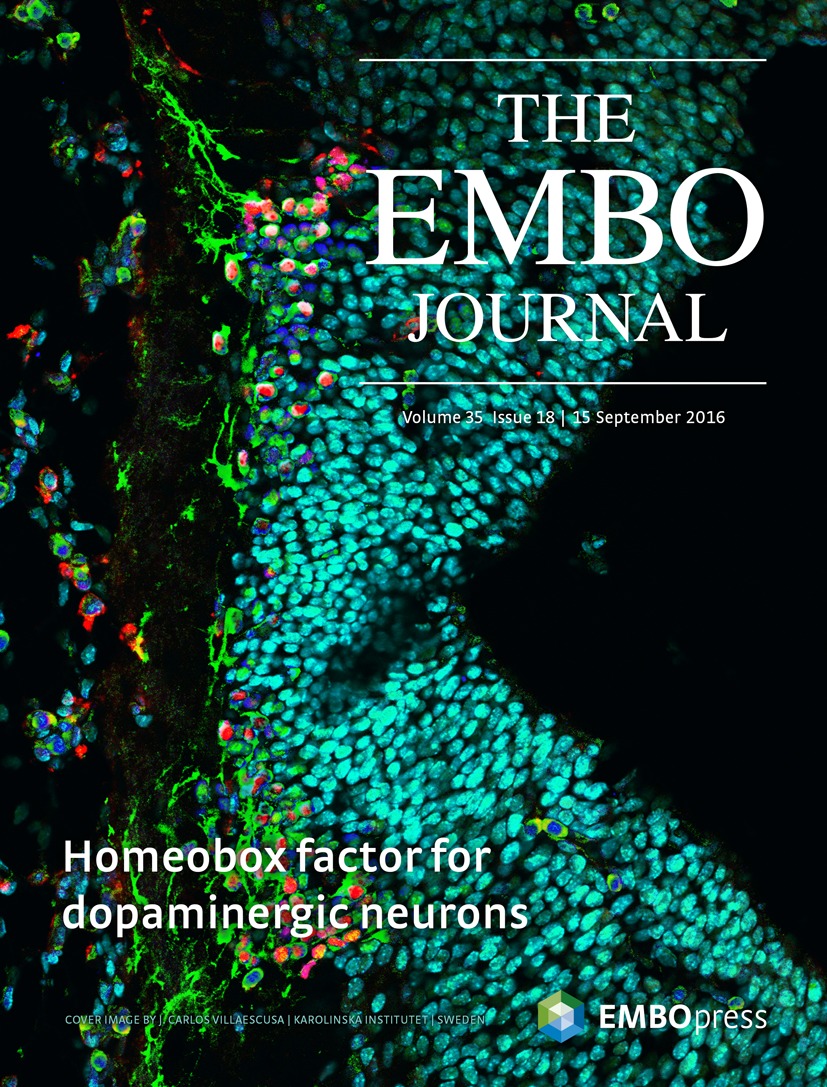 THE
EMBO
JOURNAL
Volume 35 Issue 18 | 15 September 2016
Homeobox factor for
dopaminergic neurons
COVER IMAGE BY J. CARLOS VILLAESCUSA | KAROLINSKA INSTITUTET | SWEDEN
EMBOpress